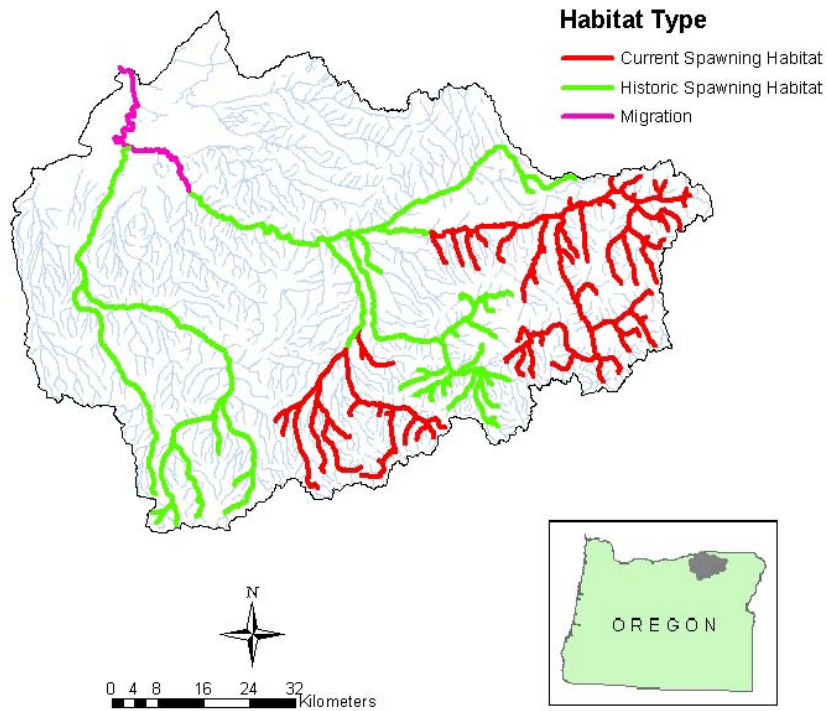 Habitat Type
Current Spawning Habitat
Historic Spawning Habitat
Migration
N
0 4 8 16 24 32
Kilometers
OREGON